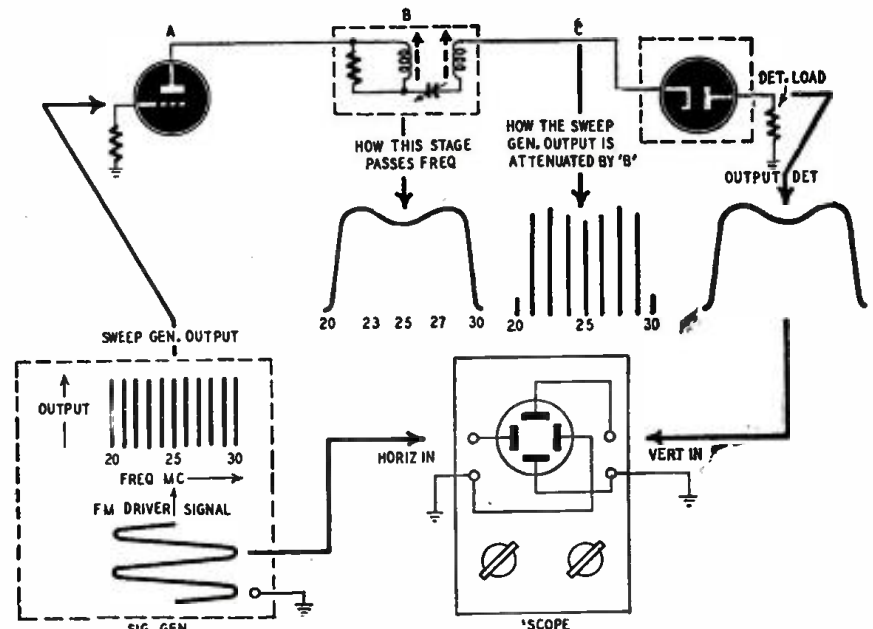 A
B
C
DET. LOAD
HOW THIS STAGE
PASSES FREQ
HOW THE SWEEP
GEN. OUTPUT IS
ATTENUATED BY 'B'
OUTPUT DET
20 23 25 27 30
20 25 30
SWEEP GEN. OUTPUT
OUTPUT
20 25 30
FREQ MC
FM DRIVER SIGNAL
HORIZ IN
VERT IN
SIG. GEN.
'SCOPE